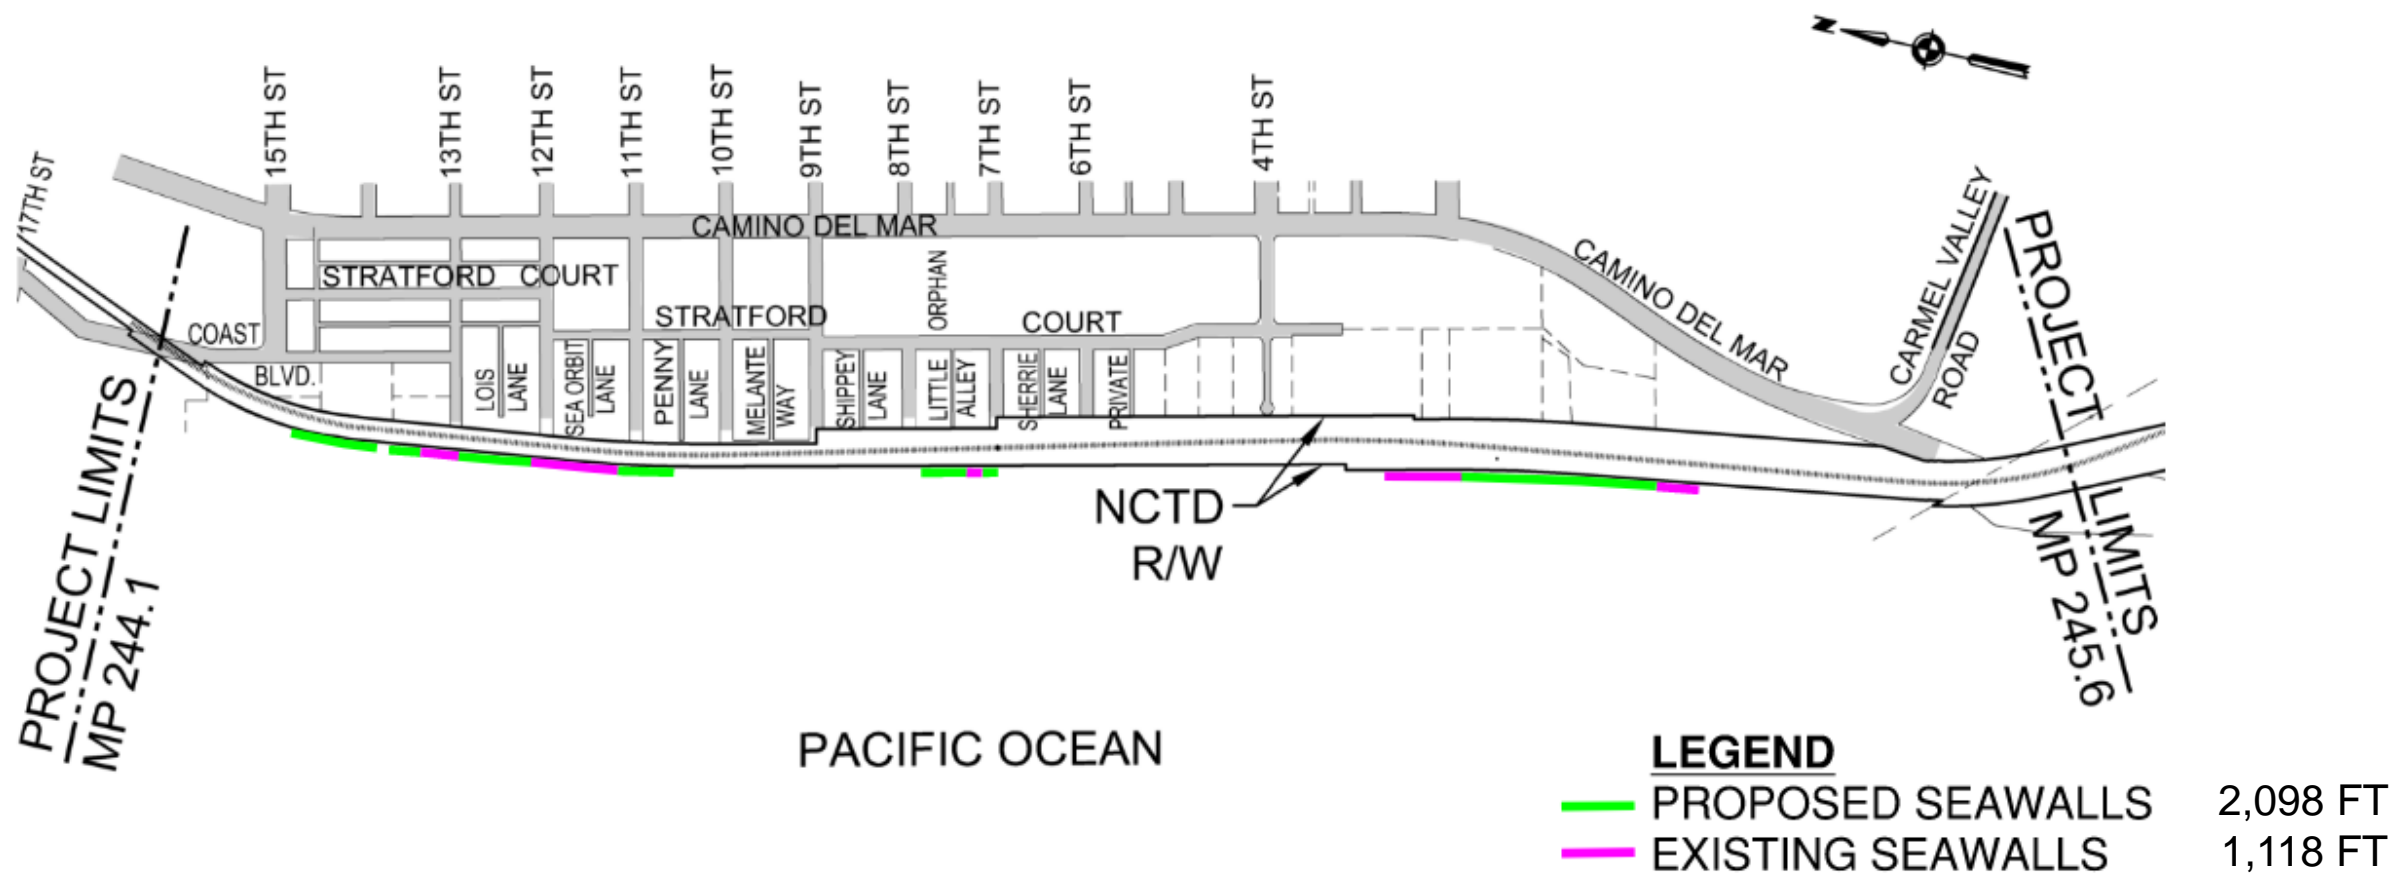 N
17TH ST
15TH ST
13TH ST
12TH ST
11TH ST
10TH ST
9TH ST
8TH ST
7TH ST
6TH ST
4TH ST
CAMINO DEL MAR
STRATFORD COURT
STRATFORD COURT
COAST
BLVD.
LOIS
LANE
SEA ORBIT
LANE
PENNY
LANE
MELANTE
WAY
SHIPPEY
LANE
ORPHAN
LITTLE
ALLEY
SHERRIE
LANE
PRIVATE
CAMINO DEL MAR
CARMEL VALLEY
ROAD
PROJECT LIMITS
MP 244.1
PROJECT LIMITS
MP 245.6
NCTD
R/W
PACIFIC OCEAN
LEGEND
PROPOSED SEAWALLS 2,098 FT
EXISTING SEAWALLS 1,118 FT